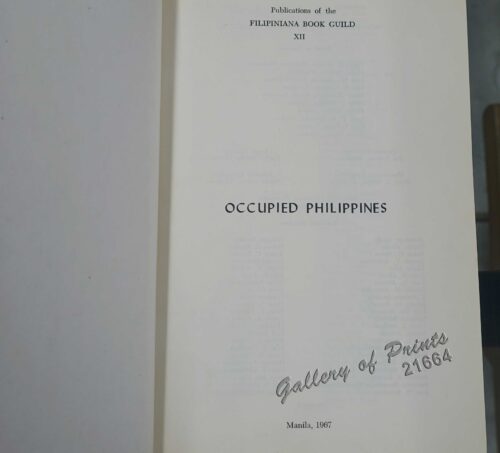 Publications of the
FILIPINIANA BOOK GUILD
XII
OCCUPIED PHILIPPINES
Gallery of Prints
21664
Manila, 1967